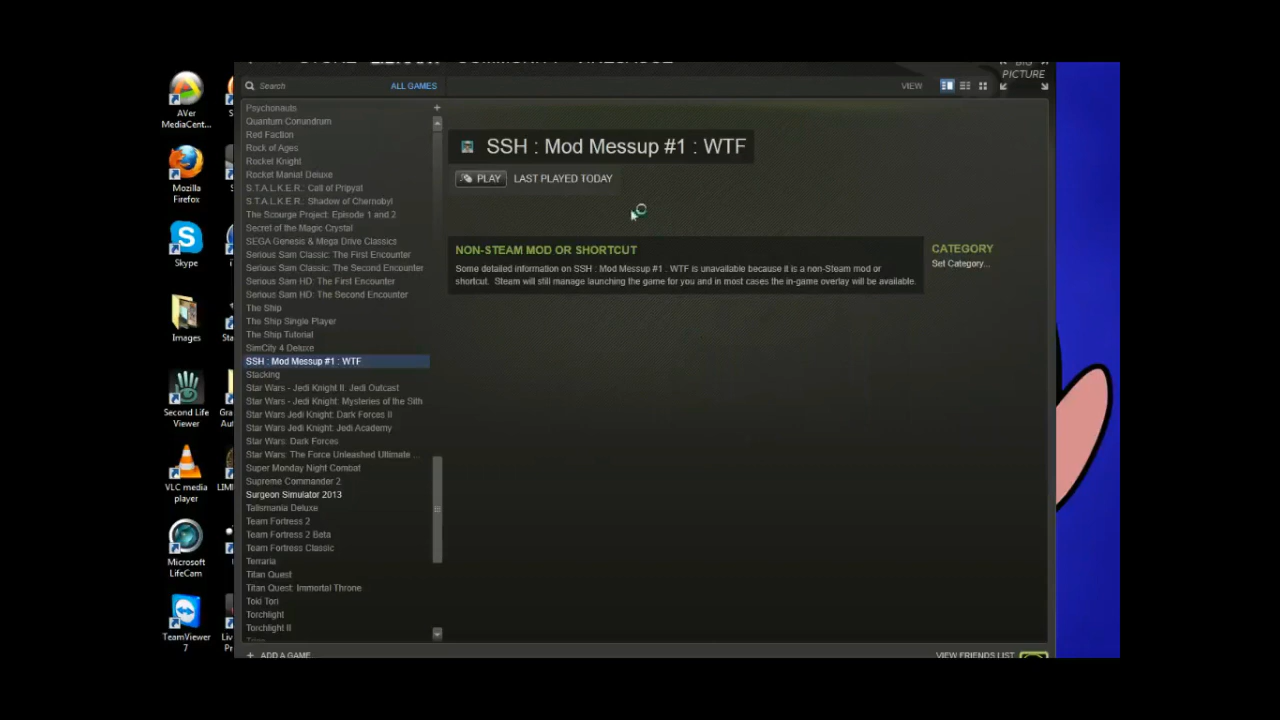 BIG
PICTURE
Search
ALL GAMES
VIEW
AVer
MediaCent...
Mozilla
Firefox
Skype
Images
Second Life
Viewer
VLC media
player
Microsoft
LifeCam
TeamViewer
7
Psychonauts
+
Quantum Conundrum
Red Faction
Rock of Ages
Rocket Knight
Rocket Mania! Deluxe
S.T.A.L.K.E.R.: Call of Pripyat
S.T.A.L.K.E.R.: Shadow of Chernobyl
The Scourge Project: Episode 1 and 2
Secret of the Magic Crystal
SEGA Genesis & Mega Drive Classics
Serious Sam Classic: The First Encounter
Serious Sam Classic: The Second Encounter
Serious Sam HD: The First Encounter
Serious Sam HD: The Second Encounter
The Ship
The Ship Single Player
The Ship Tutorial
SimCity 4 Deluxe
SSH : Mod Messup #1 : WTF
Stacking
Star Wars - Jedi Knight II: Jedi Outcast
Star Wars Jedi Knight: Mysteries of the Sith
Star Wars Jedi Knight: Dark Forces II
Star Wars Jedi Knight: Jedi Academy
Star Wars: Dark Forces
Star Wars: The Force Unleashed Ultimate ...
Super Monday Night Combat
Supreme Commander 2
Surgeon Simulator 2013
Talismania Deluxe
Team Fortress 2
Team Fortress 2 Beta
Team Fortress Classic
Terraria
Titan Quest
Titan Quest: Immortal Throne
Toki Tori
Torchlight
Torchlight II
+ ADD A GAME
SSH : Mod Messup #1 : WTF
PLAY LAST PLAYED TODAY
NON-STEAM MOD OR SHORTCUT
Some detailed information on SSH : Mod Messup #1 : WTF is unavailable because it is a non-Steam mod or
shortcut. Steam will still manage launching the game for you and in most cases the in-game overlay will be available.
CATEGORY
Set Category...
VIEW FRIENDS LIST